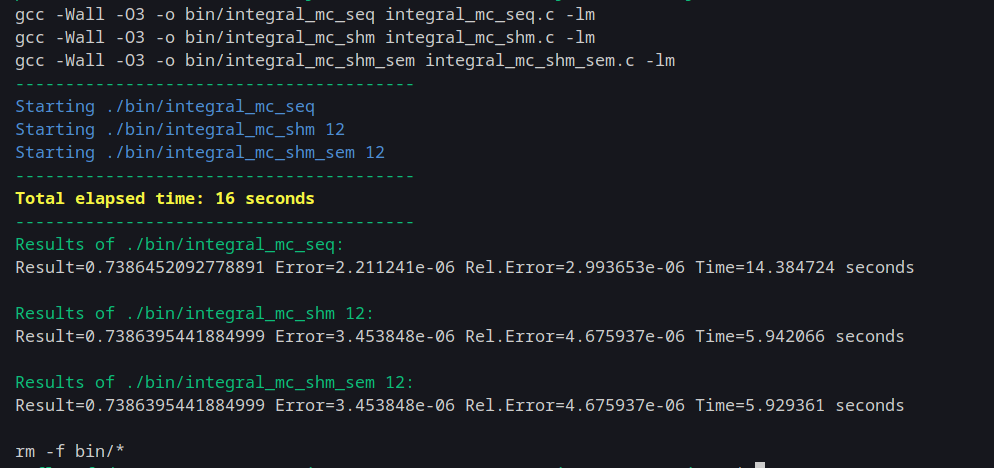 gcc -Wall -O3 -o bin/integral_mc_seq integral_mc_seq.c -lm
gcc -Wall -O3 -o bin/integral_mc_shm integral_mc_shm.c -lm
gcc -Wall -O3 -o bin/integral_mc_shm_sem integral_mc_shm_sem.c -lm
----------------------------------------
Starting ./bin/integral_mc_seq
Starting ./bin/integral_mc_shm 12
Starting ./bin/integral_mc_shm_sem 12
----------------------------------------
Total elapsed time: 16 seconds
----------------------------------------
Results of ./bin/integral_mc_seq:
Result=0.7386452092778891 Error=2.211241e-06 Rel.Error=2.993653e-06 Time=14.384724 seconds
Results of ./bin/integral_mc_shm 12:
Result=0.7386395441884999 Error=3.453848e-06 Rel.Error=4.675937e-06 Time=5.942066 seconds
Results of ./bin/integral_mc_shm_sem 12:
Result=0.7386395441884999 Error=3.453848e-06 Rel.Error=4.675937e-06 Time=5.929361 seconds
rm -f bin/*